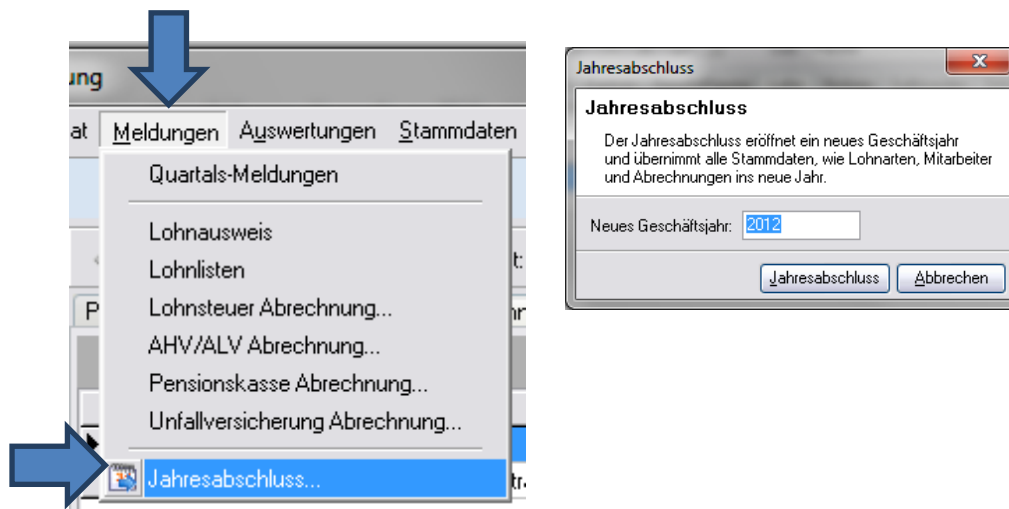 ung
at Meldungen Auswertungen Stammdaten
Quartals-Meldungen
Lohnausweis
Lohnlisten
t:
Lohnsteuer Abrechnung...
P
AHV/ALV Abrechnung...
Pensionskasse Abrechnung...
Unfallversicherung Abrechnung...
Jahresabschluss...
Jahresabschluss
Jahresabschluss
Der Jahresabschluss eröffnet ein neues Geschäftsjahr
und übernimmt alle Stammdaten, wie Lohnarten, Mitarbeiter
und Abrechnungen ins neue Jahr.
Neues Geschäftsjahr: 2012
Jahresabschluss Abbrechen